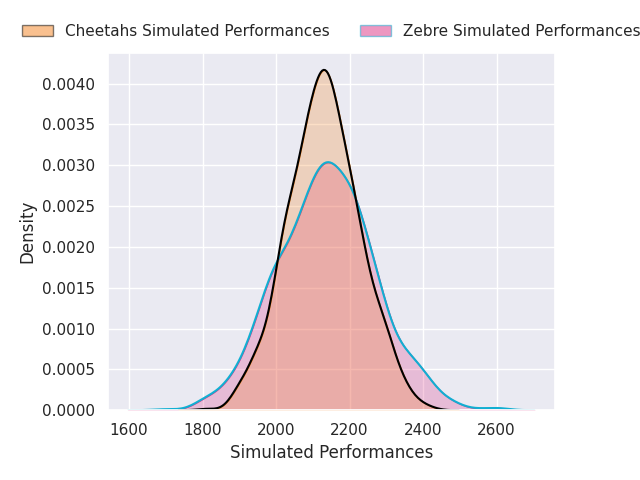 Cheetahs Simulated Performances Zebre Simulated Performances
0.0040
0.0035
0.0030
0.0025
0.0020
0.0015
0.0010
0.0005
0.0000
Density
1600 1800 2000 2200 2400 2600
Simulated Performances